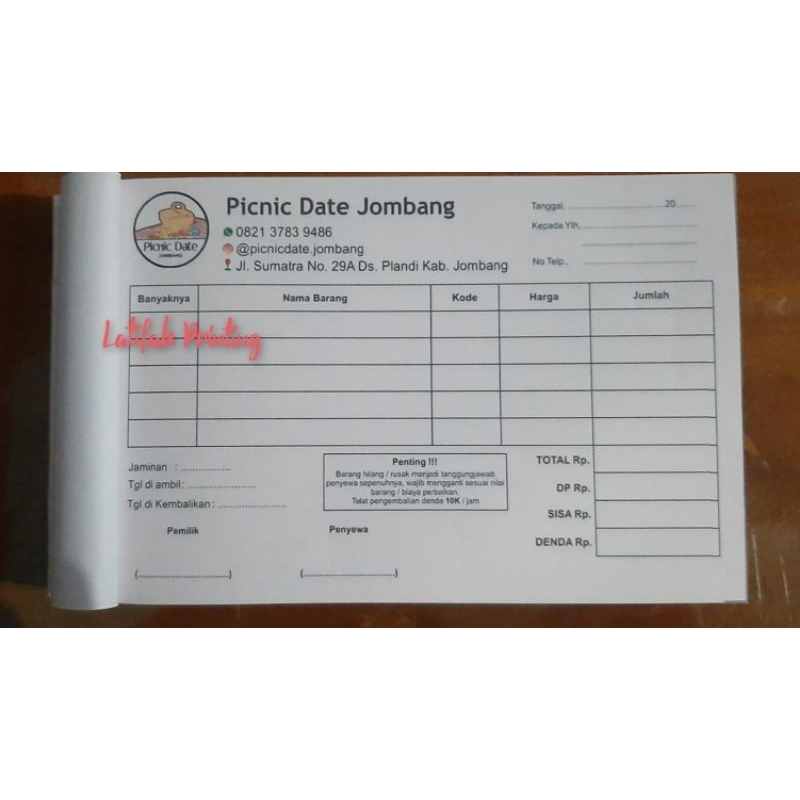 Picnic Date
JOMBANG
Picnic Date Jombang
0821 3783 9486
@picnicdate.jombang
Jl. Sumatra No. 29A Ds. Plandi Kab. Jombang
Tanggal, ........................ 20 ......
Kepada Yth, ..............................
..............................
No Telp., ..............................
Banyaknya Nama Barang Kode Harga Jumlah
Latifah Printing
Jaminan : ..................
Tgl di ambil : ........................
Tgl di Kembalikan : ........................
Penting !!!
Barang hilang / rusak menjedi tanggungjawab
penyewa sepenuhnya, wajib mengganti sesuai nilai
barang / biaya perbaikan.
Telat pengembalian denda 10K / jam
TOTAL Rp.
DP Rp.
SISA Rp.
DENDA Rp.
Pemilik Penyewa
(..............................) (..............................)